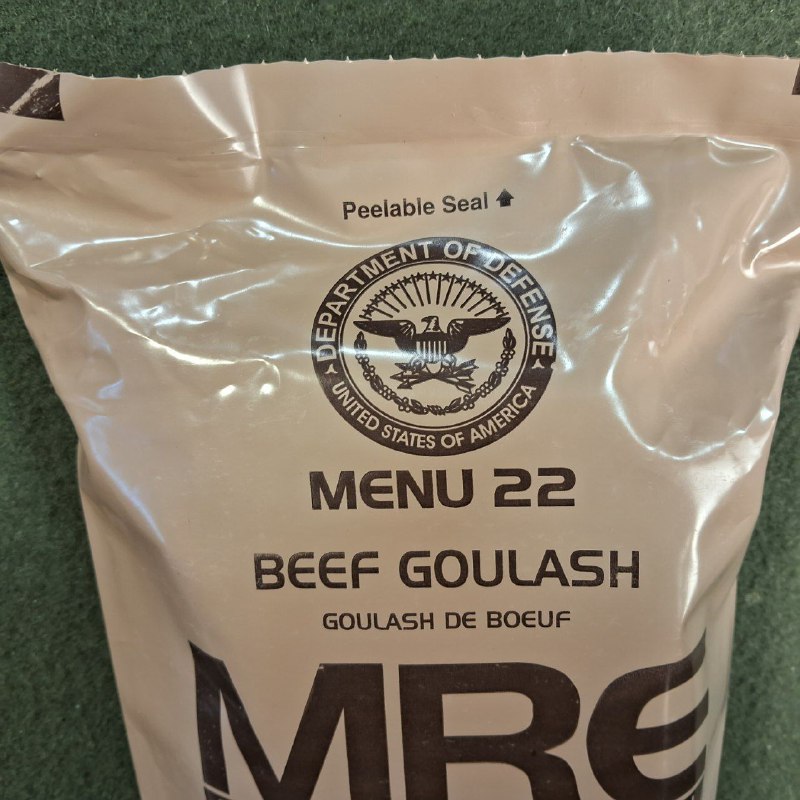 Peelable Seal
DEPARTMENT OF DEFENSE
UNITED STATES OF AMERICA
MENU 22
BEEF GOULASH
GOULASH DE BOEUF
MRE